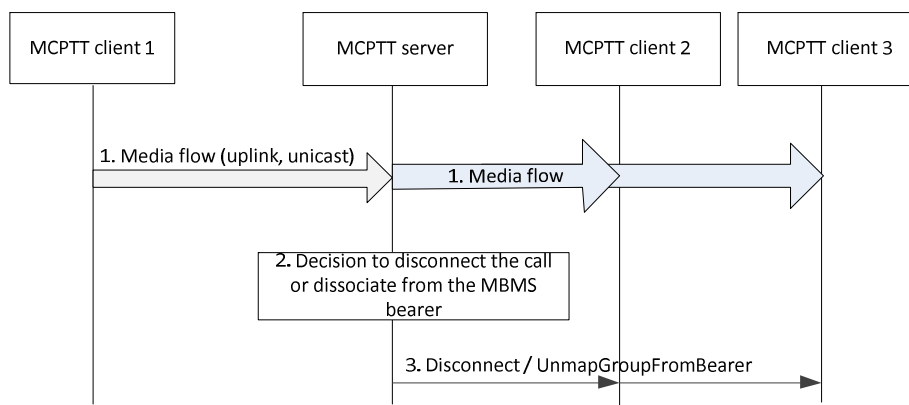 MCPTT client 1
MCPTT server
MCPTT client 2
MCPTT client 3
1. Media flow (uplink, unicast)
1. Media flow
2. Decision to disconnect the call
or dissociate from the MBMS
bearer
3. Disconnect / UnmapGroupFromBearer